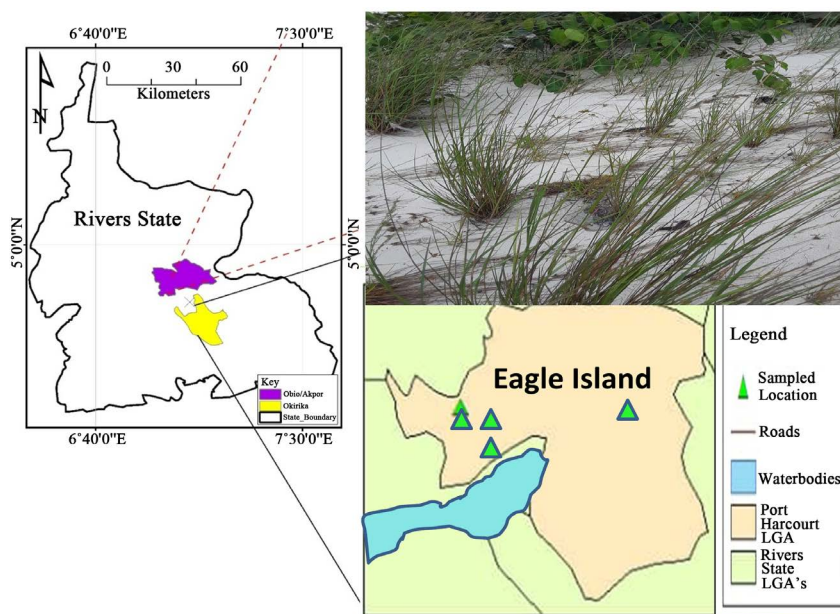 6°40'0"E
7°30'0"E
0 30 60
Kilometers
N
Rivers State
5°0'0"N
5°0'0"N
Key
Obio/Akpor
Okirika
State_Boundary
6°40'0"E
7°30'0"E
Eagle Island
Legend
Sampled
Location
Roads
Waterbodies
Port
Harcourt
LGA
Rivers
State
LGA's